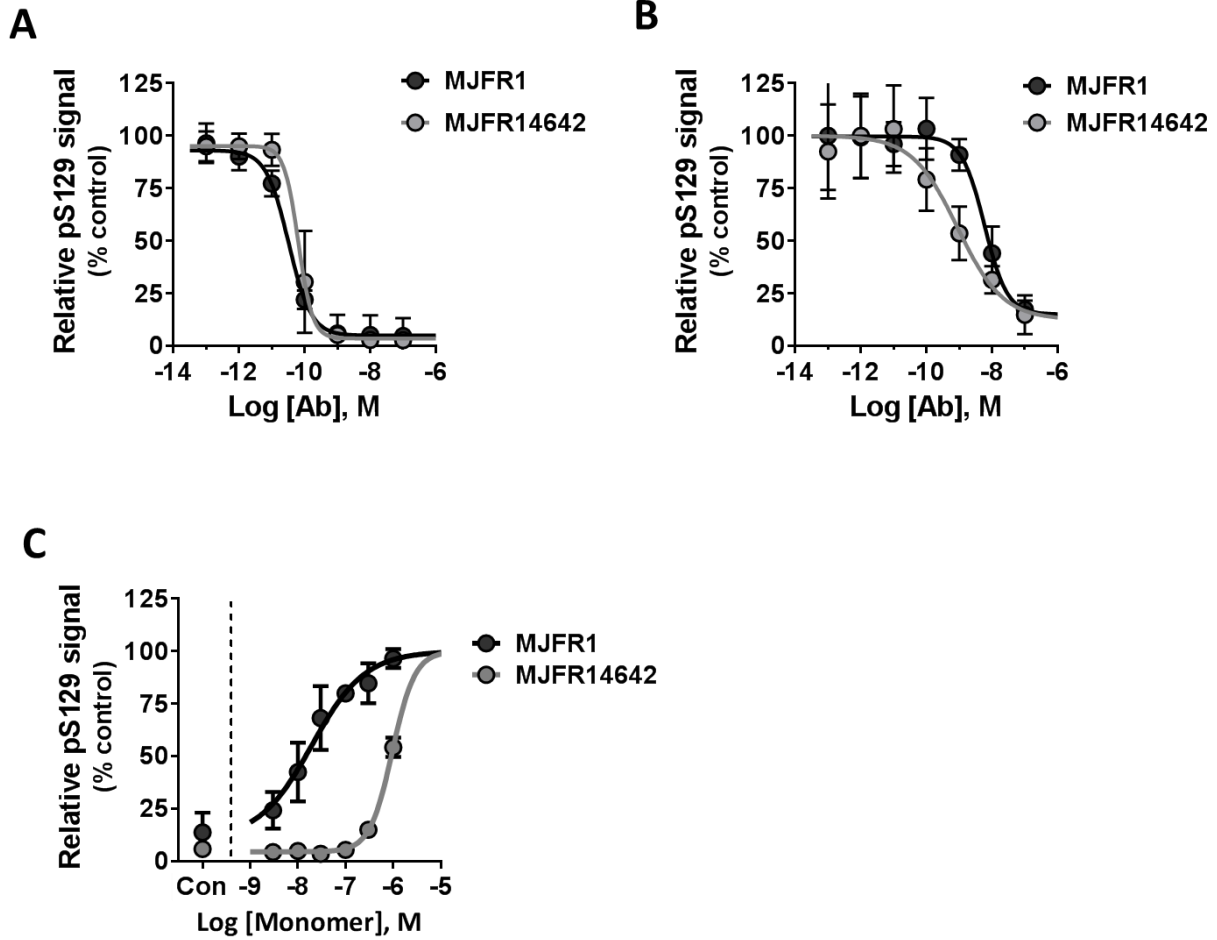 A
Relative pS129 signal
(% control)
125
100
75
50
25
0
-14 -12 -10 -8 -6
Log [Ab], M
MJFR1
MJFR14642
B
Relative pS129 signal
(% control)
125
100
75
50
25
0
-14 -12 -10 -8 -6
Log [Ab], M
MJFR1
MJFR14642
C
Relative pS129 signal
(% control)
125
100
75
50
25
0
Con -9 -8 -7 -6 -5
Log [Monomer], M
MJFR1
MJFR14642